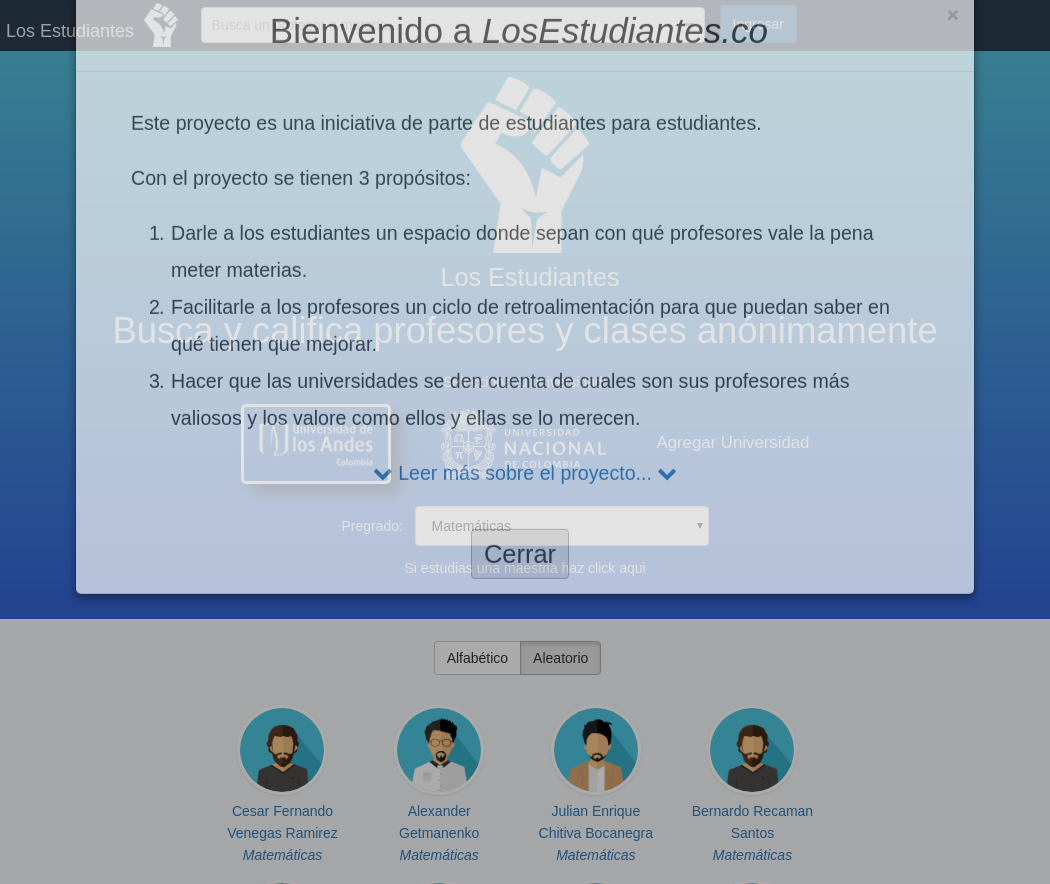 Los Estudiantes
Busca un
Ingresar
×
Bienvenido a LosEstudiantes.co
Este proyecto es una iniciativa de parte de estudiantes para estudiantes.
Con el proyecto se tienen 3 propósitos:
1. Darle a los estudiantes un espacio donde sepan con qué profesores vale la pena
meter materias.
2. Facilitarle a los profesores un ciclo de retroalimentación para que puedan saber en
qué tienen que mejorar.
3. Hacer que las universidades se den cuenta de cuales son sus profesores más
valiosos y los valore como ellos y ellas se lo merecen.
Leer más sobre el proyecto...
Cerrar
Los Estudiantes
Busca y califica profesores y clases anónimamente
Universidad de
los Andes
Colombia
UNIVERSIDAD
NACIONAL
DE COLOMBIA
Agregar Universidad
Pregrado:
Matemáticas
Si estudias una maestria haz click aqui
Alfabético
Aleatorio
Cesar Fernando
Venegas Ramirez
Matemáticas
Alexander
Getmanenko
Matemáticas
Julian Enrique
Chitiva Bocanegra
Matemáticas
Bernardo Recaman
Santos
Matemáticas